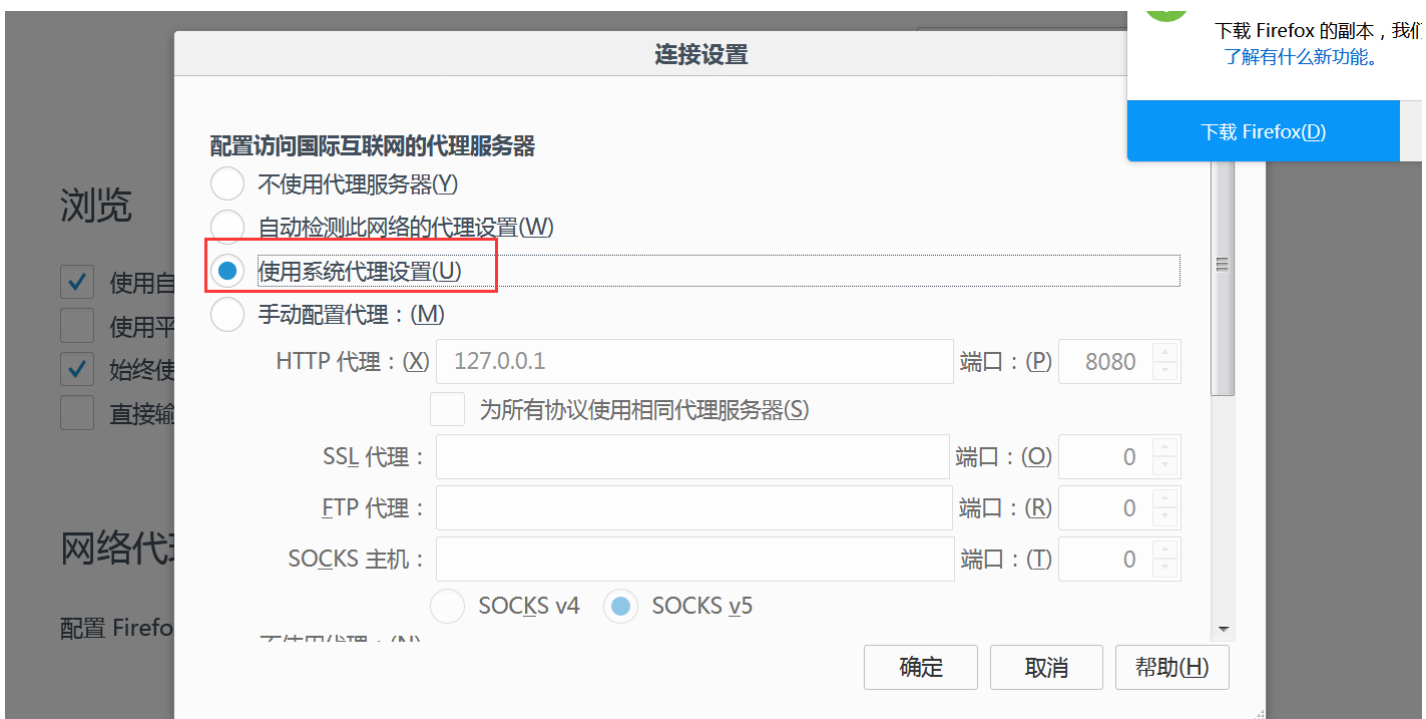 下载 Firefox 的副本，我们
了解有什么新功能。
下载 Firefox(D)
连接设置
配置访问国际互联网的代理服务器
不使用代理服务器(Y)
自动检测此网络的代理设置(W)
使用系统代理设置(U)
手动配置代理：(M)
HTTP 代理：(X) 127.0.0.1 端口：(P) 8080
为所有协议使用相同代理服务器(S)
SSL 代理： 端口：(O) 0
FTP 代理： 端口：(R) 0
SOCKS 主机： 端口：(T) 0
SOCKS v4 SOCKS v5
不使用代理：(N)
确定 取消 帮助(H)
浏览
使用自
使用平
始终使
直接输
网络代
配置 Firefo